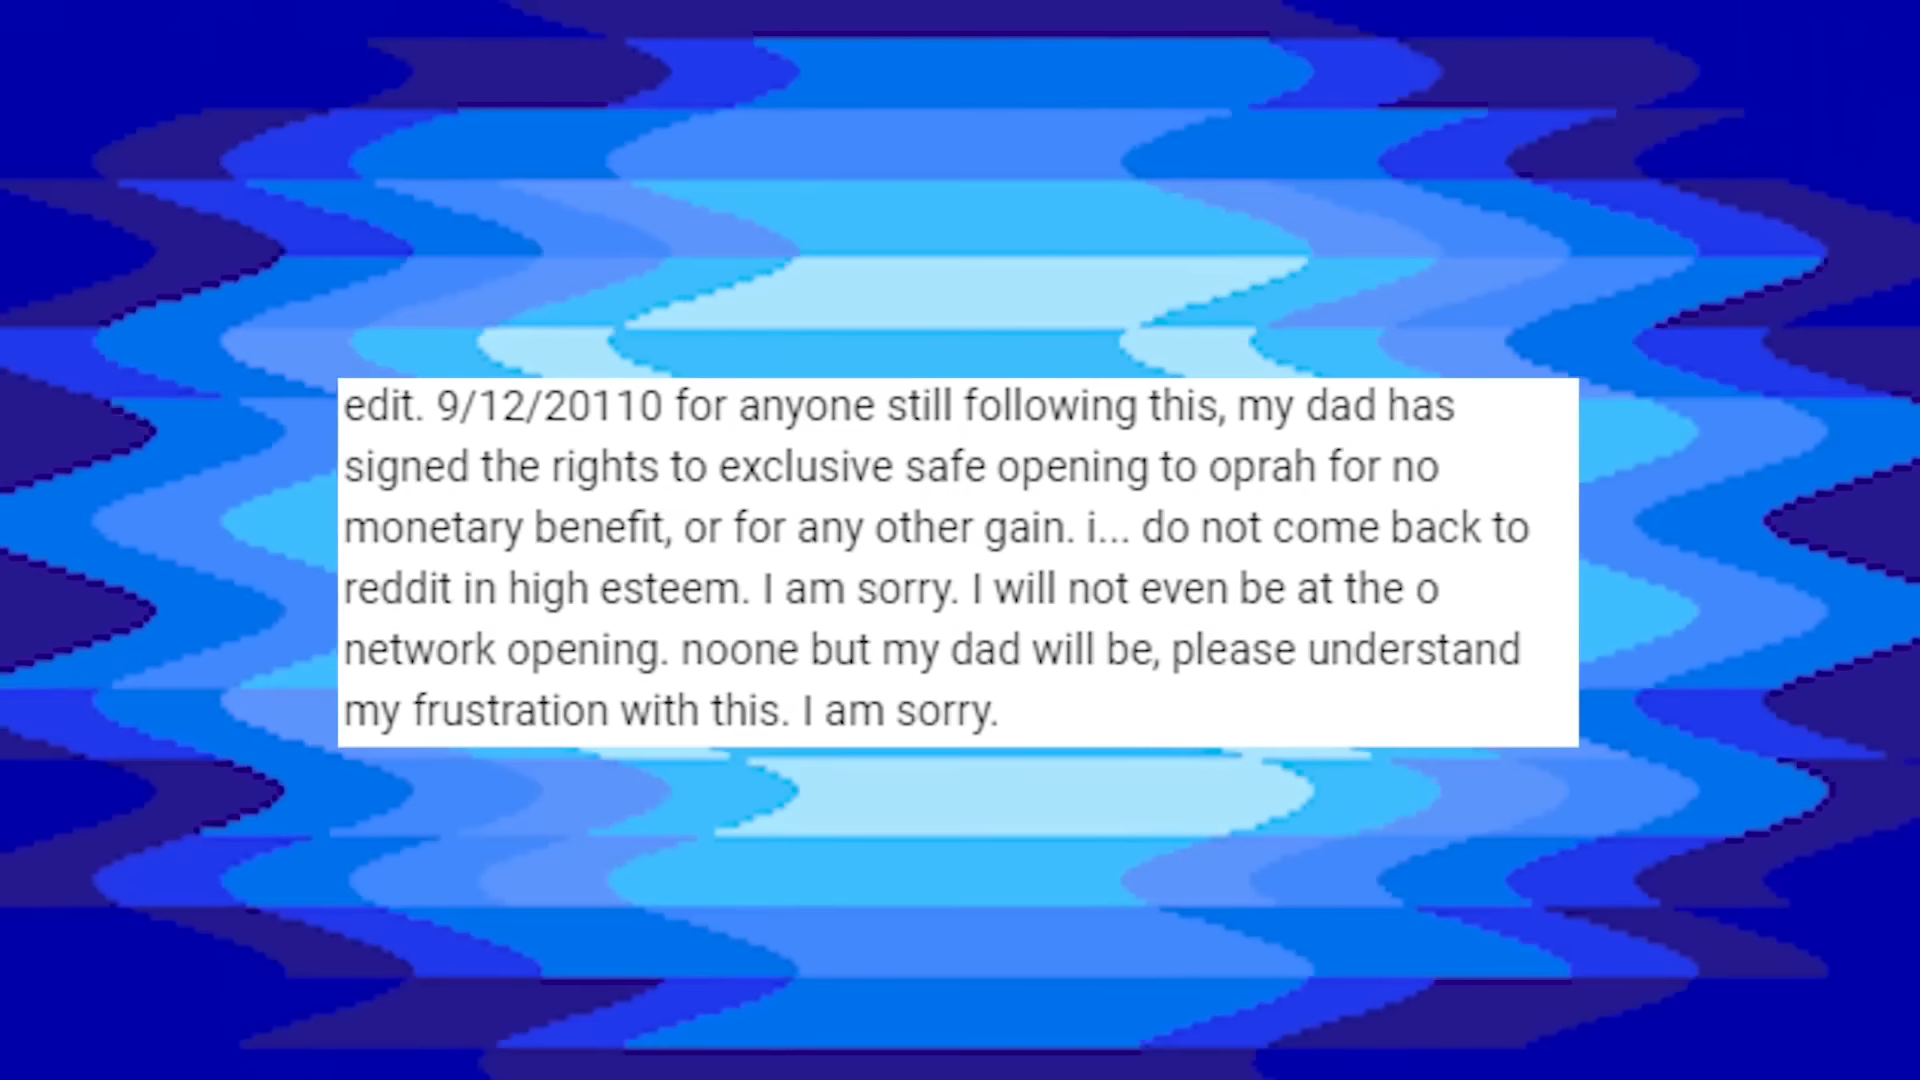 edit. 9/12/20110 for anyone still following this, my dad has
signed the rights to exclusive safe opening to oprah for no
monetary benefit, or for any other gain. i... do not come back to
reddit in high esteem. I am sorry. I will not even be at the o
network opening. noone but my dad will be, please understand
my frustration with this. I am sorry.